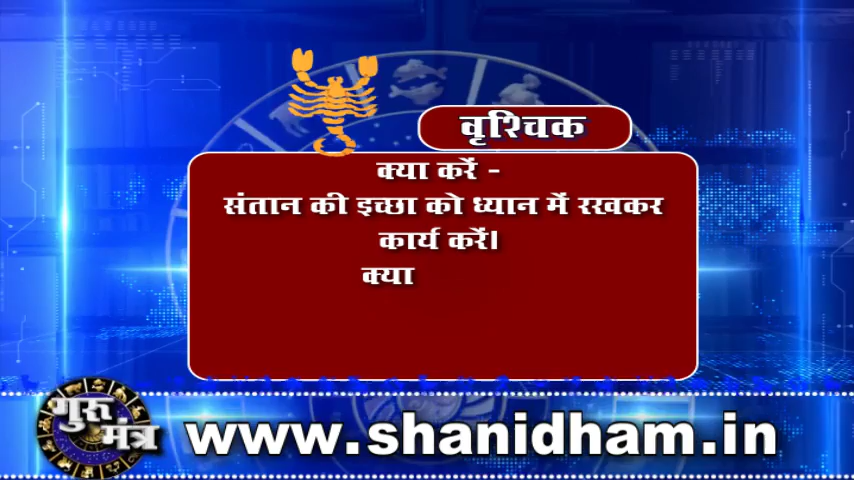 वृश्चिक
क्या करें -
संतान की इच्छा को ध्यान में रखकर
कार्य करें।
क्या
गुरु
मंत्र
www.shanidham.in